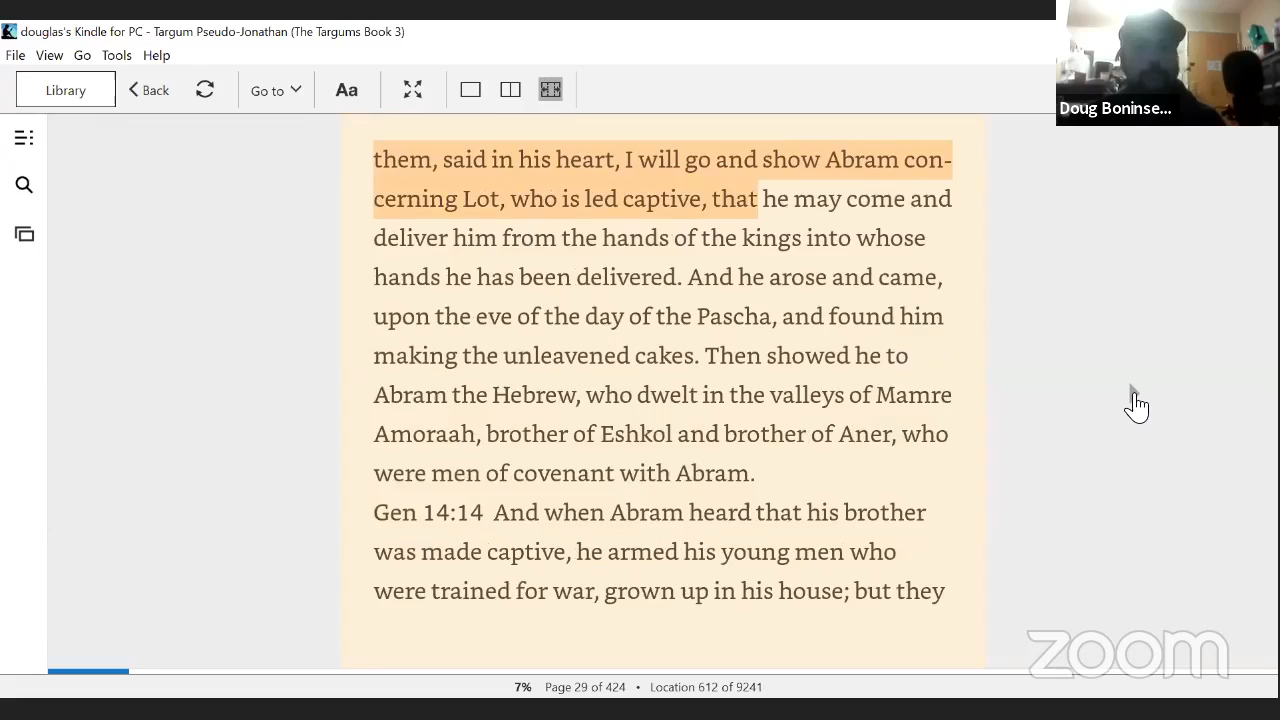 douglas's Kindle for PC - Targum Pseudo-Jonathan (The Targums Book 3)
File View Go Tools Help
Library Back Go to Aa
Doug Boninse...
them, said in his heart, I will go and show Abram con-
cerning Lot, who is led captive, that he may come and
deliver him from the hands of the kings into whose
hands he has been delivered. And he arose and came,
upon the eve of the day of the Pascha, and found him
making the unleavened cakes. Then showed he to
Abram the Hebrew, who dwelt in the valleys of Mamre
Amoraah, brother of Eshkol and brother of Aner, who
were men of covenant with Abram.
Gen 14:14 And when Abram heard that his brother
was made captive, he armed his young men who
were trained for war, grown up in his house; but they
zoom
7% Page 29 of 424 • Location 612 of 9241